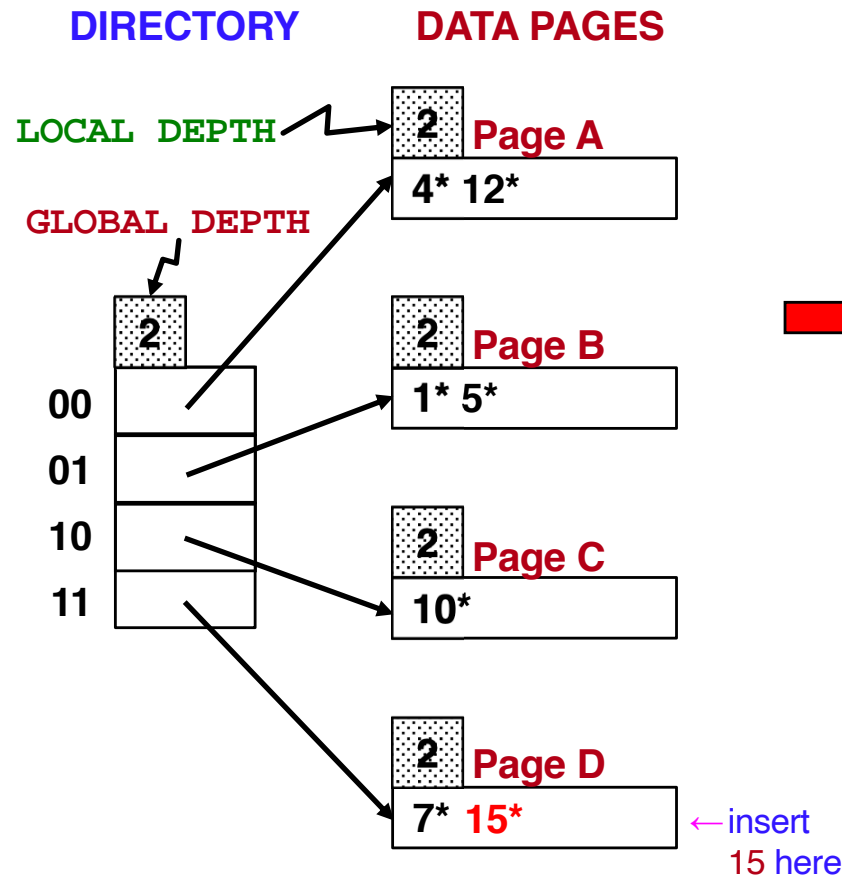 DIRECTORY DATA PAGES
LOCAL DEPTH
2 Page A
4* 12*
GLOBAL DEPTH
2
2 Page B
00
1* 5*
01
10
2 Page C
11
10*
2 Page D
7* 15*
←insert
15 here